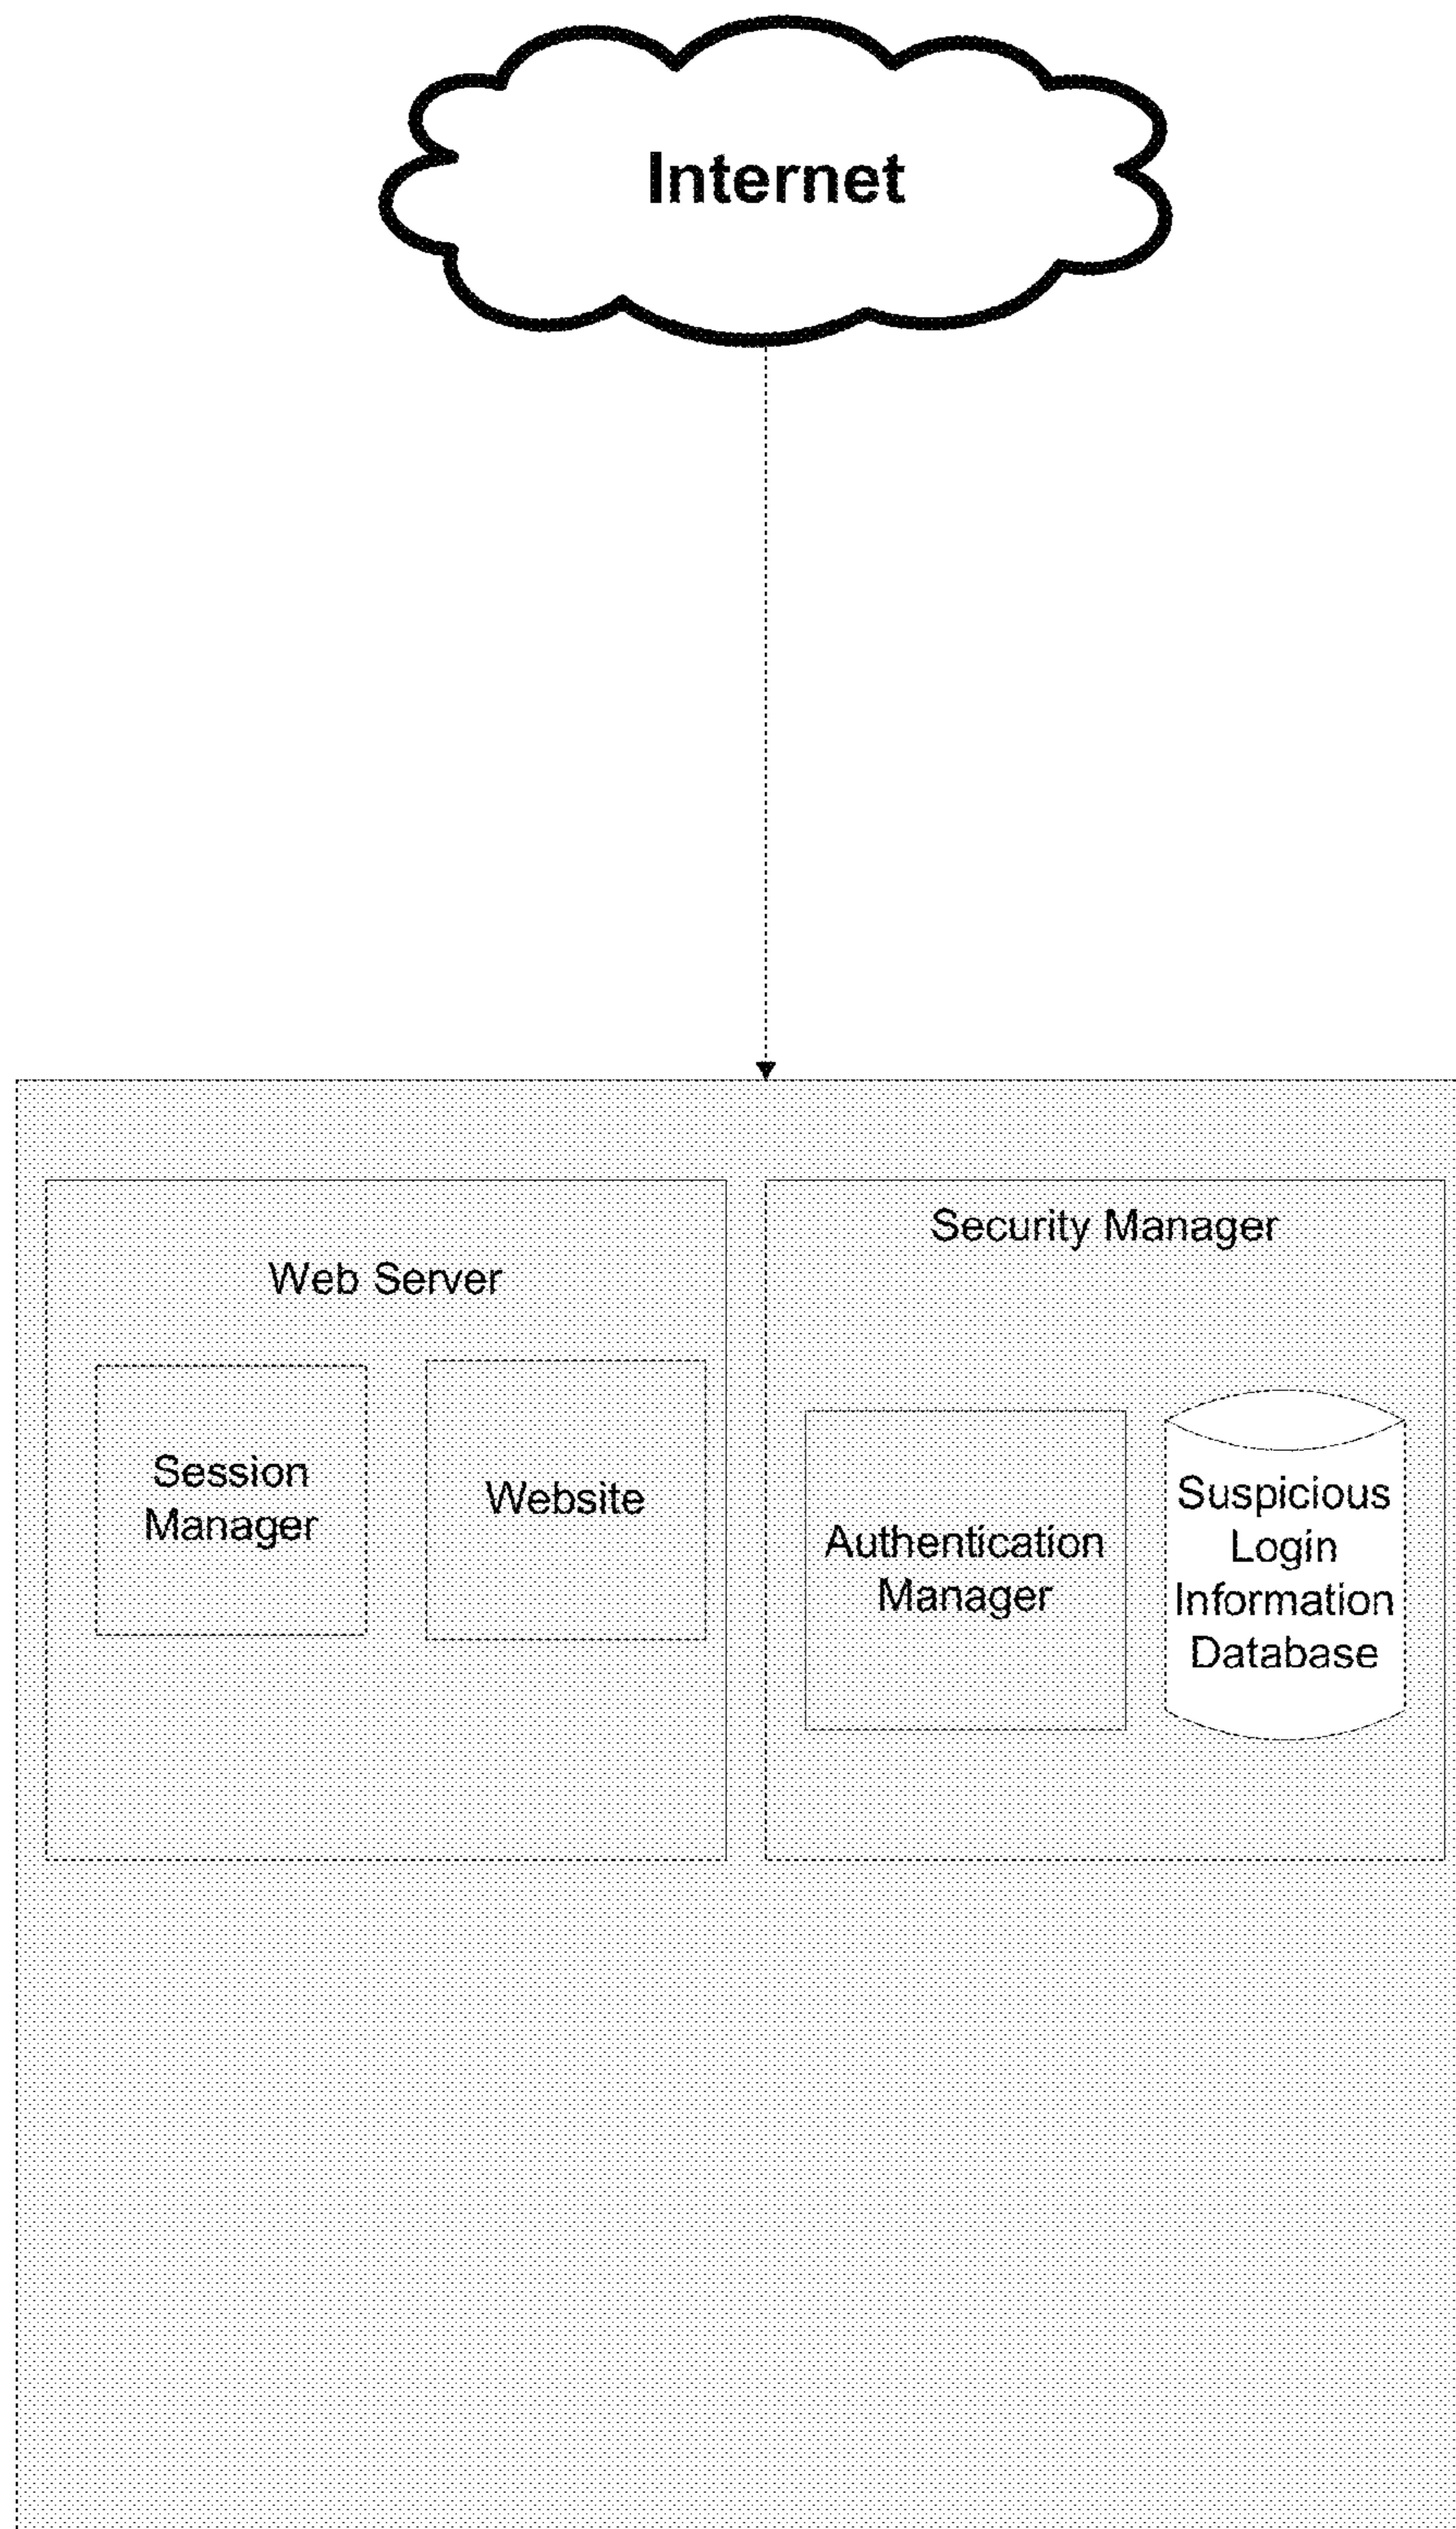 Internet
Web Server
Session
Manager
Website
Security Manager
Authentication
Manager
Suspicious
Login
Information
Database